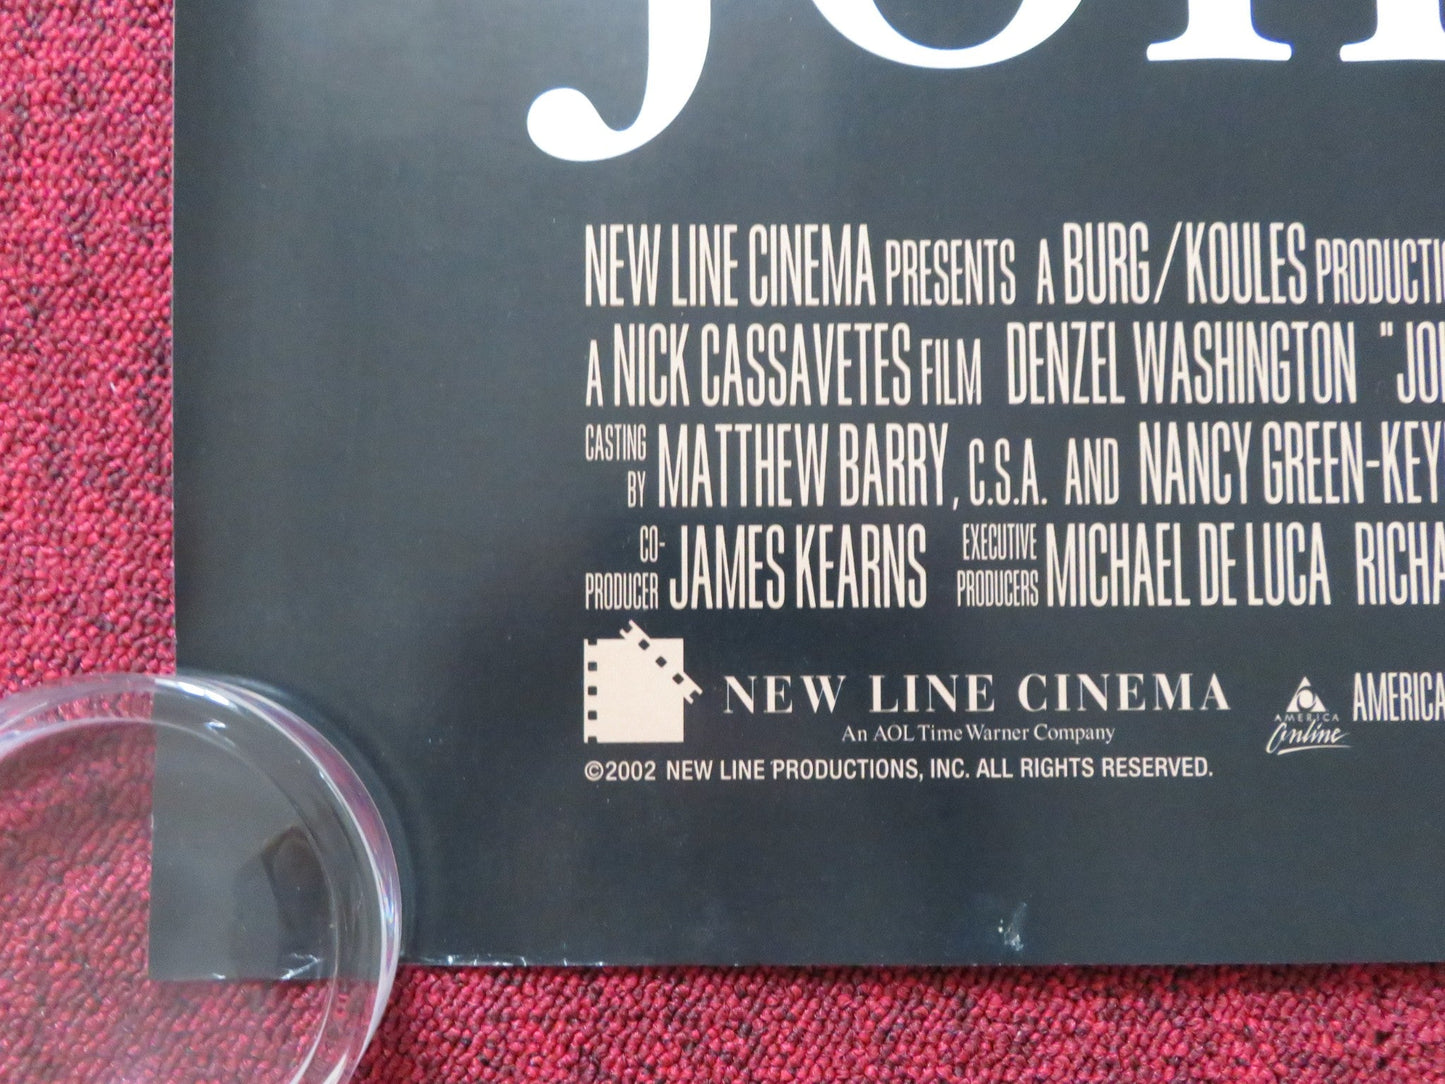 JOH
NEW LINE CINEMA PRESENTS A BURG/KOULES PRODUCTI
A NICK CASSAVETES FILM DENZEL WASHINGTON "JOH
CASTING BY MATTHEW BARRY, C.S.A. AND NANCY GREEN-KEY
CO-PRODUCER JAMES KEARNS EXECUTIVE PRODUCERS MICHAEL DE LUCA RICHA
NEW LINE CINEMA
An AOL Time Warner Company
AMERICA Online
AMERICA
©2002 NEW LINE PRODUCTIONS, INC. ALL RIGHTS RESERVED.